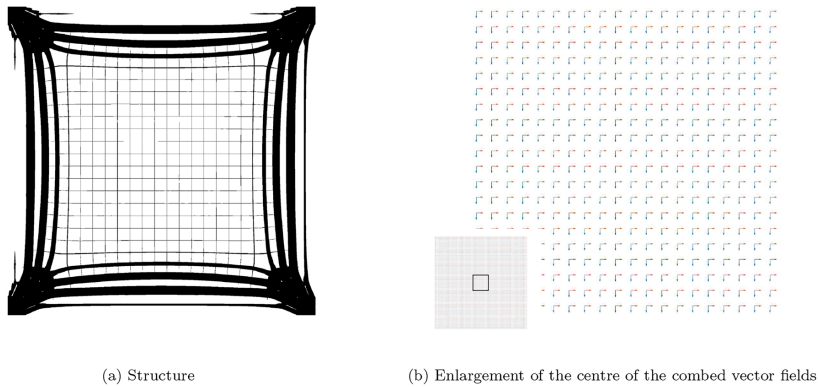 (a) Structure
(b) Enlargement of the centre of the combed vector fields